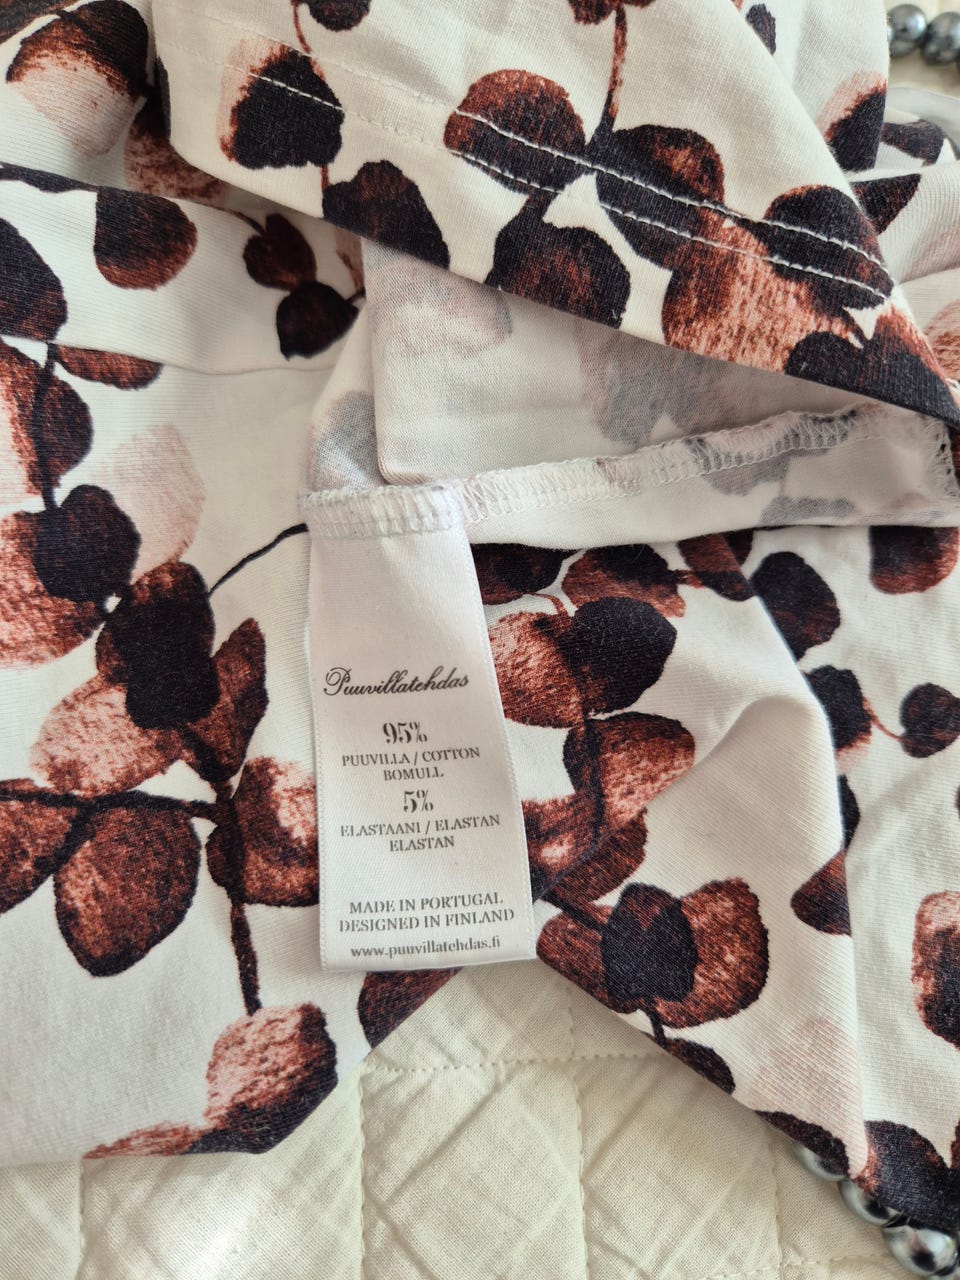 Puuvillatehdas
95%
PUUVILLA / COTTON
BOMULL
5%
ELASTAANI / ELASTAN
ELASTAN
MADE IN PORTUGAL
DESIGNED IN FINLAND
www.puuvillatehdas.fi